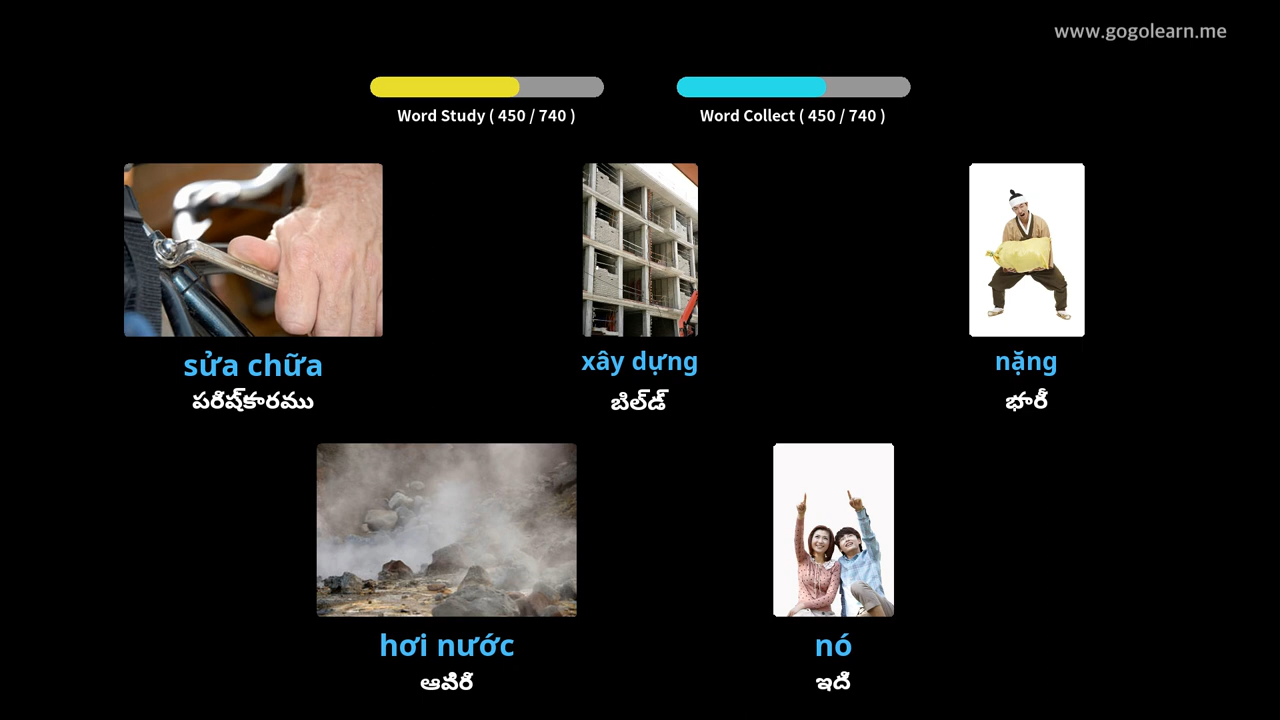 www.gogolearn.me
Word Study ( 450 / 740 )
Word Collect ( 450 / 740 )
sửa chữa
పరిష్కారము
xây dựng
బిల్డ్
nặng
భారీ
hơi nước
ఆవిరి
nó
ఇది